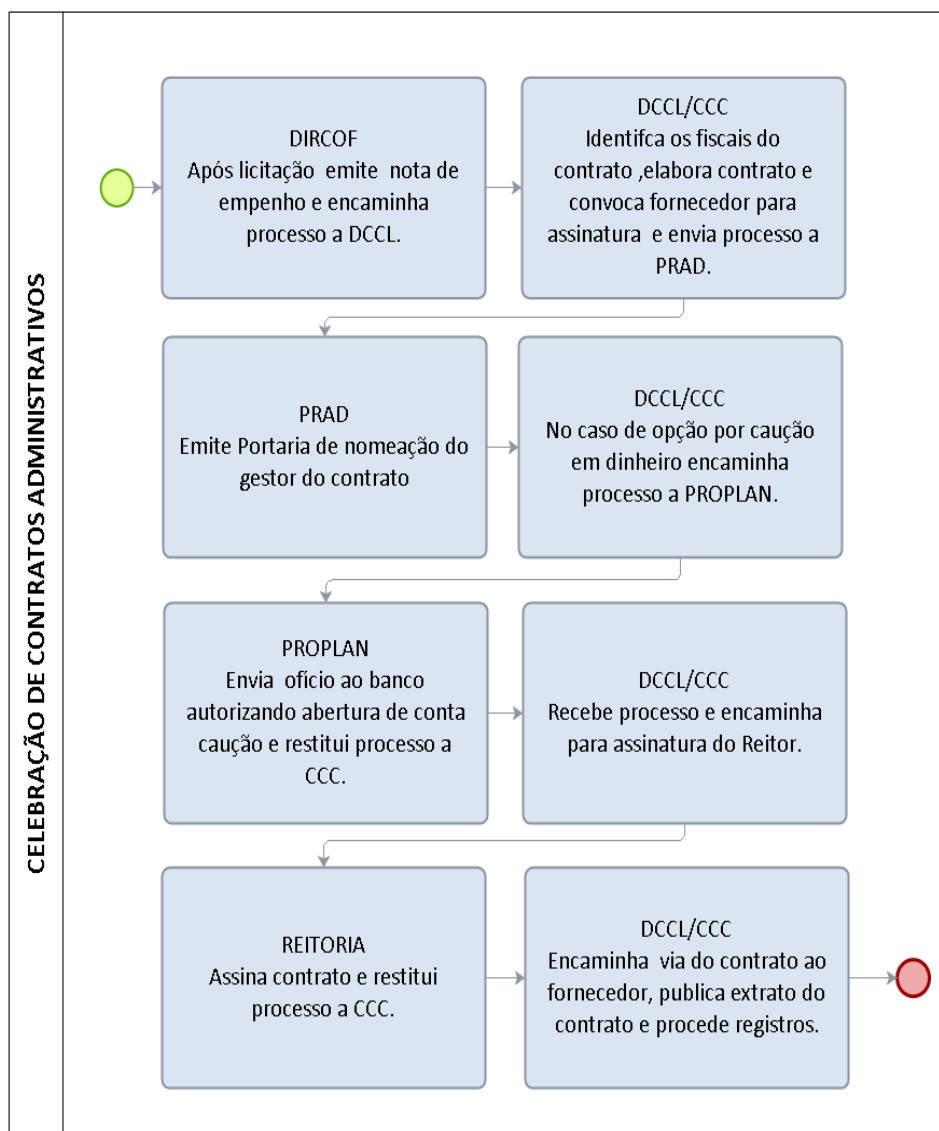 CELEBRAÇÃO DE CONTRATOS ADMINISTRATIVOS
DIRCOF
Após licitação emite nota de
empenho e encaminha
processo a DCCL.
DCCL/CCC
Identifca os fiscais do
contrato ,elabora contrato e
convoca fornecedor para
assinatura e envia processo a
PRAD.
PRAD
Emite Portaria de nomeação do
gestor do contrato
DCCL/CCC
No caso de opção por caução
em dinheiro encaminha
processo a PROPLAN.
PROPLAN
Envia ofício ao banco
autorizando abertura de conta
caução e restitui processo a
CCC.
DCCL/CCC
Recebe processo e encaminha
para assinatura do Reitor.
REITORIA
Assina contrato e restitui
processo a CCC.
DCCL/CCC
Encaminha via do contrato ao
fornecedor, publica extrato do
contrato e procede registros.